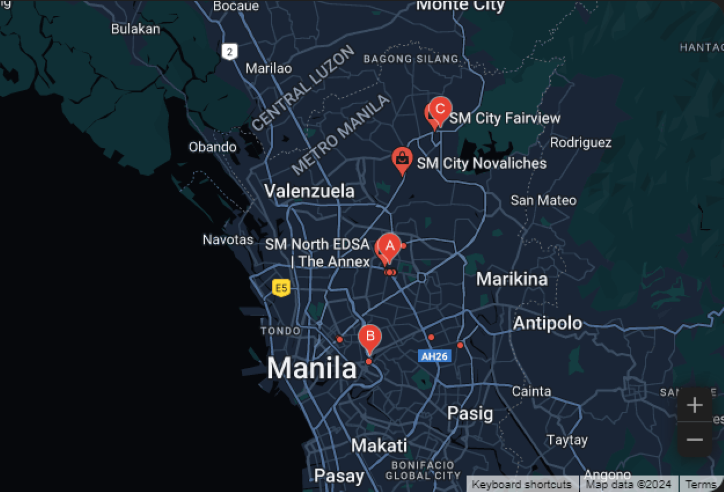 Bocaue
Monte City
Bulakan
2
Marilao
CENTRAL LUZON
BAGONG SILANG
HANTAC
METRO MANILA
C
SM City Fairview
Obando
Rodriguez
SM City Novaliches
Valenzuela
San Mateo
Navotas
SM North EDSA
| The Annex
A
Marikina
E5
TONDO
Antipolo
B
AH26
Manila
Cainta
+
Pasig
Taytay
−
Makati
BONIFACIO
GLOBAL CITY
Pasay
Angono
Keyboard shortcuts
Map data ©2024
Terms